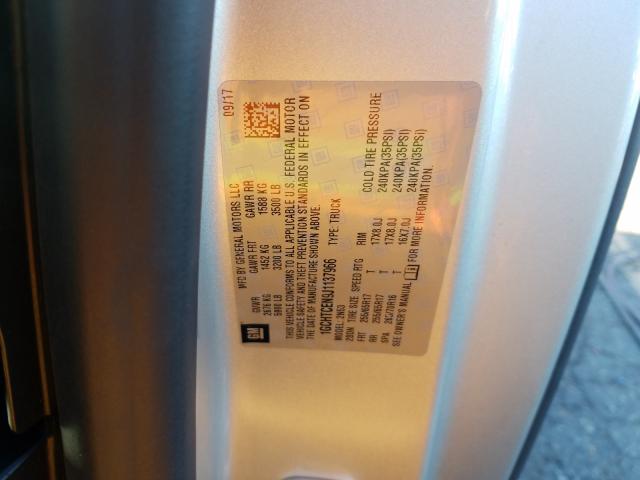 GM
MFD BY GENERAL MOTORS LLC
09/17
GVWR GAWR FRT GAWR RR
2676 KG 1452 KG 1588 KG
5900 LB 3200 LB 3500 LB
THIS VEHICLE CONFORMS TO ALL APPLICABLE U.S. FEDERAL MOTOR
VEHICLE SAFETY AND THEFT PREVENTION STANDARDS IN EFFECT ON
THE DATE OF MANUFACTURE SHOWN ABOVE.
1GCHTCEN9J1137966 TYPE: TRUCK
MODEL: 2N53
TIRE SIZE SPEED RTG RIM COLD TIRE PRESSURE
FRT 255/65R17 T 17X8.0J 240KPA(35PSI)
RR 255/65R17 T 17X8.0J 240KPA(35PSI)
SPA T 16X7.0J 240KPA(35PSI)
SEE OWNER'S MANUAL FOR MORE INFORMATION.